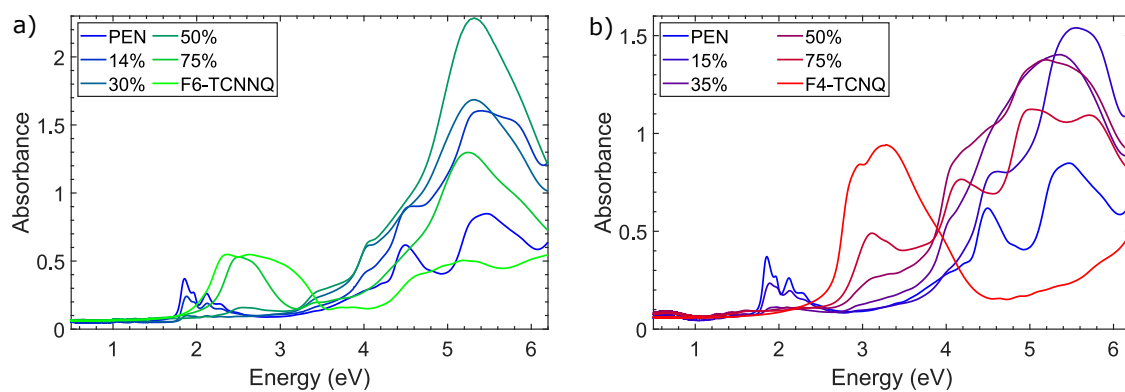 a)
PEN 50%
14% 75%
30% F6-TCNNQ
Absorbance
2
1.5
1
0.5
0
1 2 3 4 5 6
Energy (eV)
b)
PEN 50%
15% 75%
35% F4-TCNQ
Absorbance
1.5
1
0.5
0
1 2 3 4 5 6
Energy (eV)